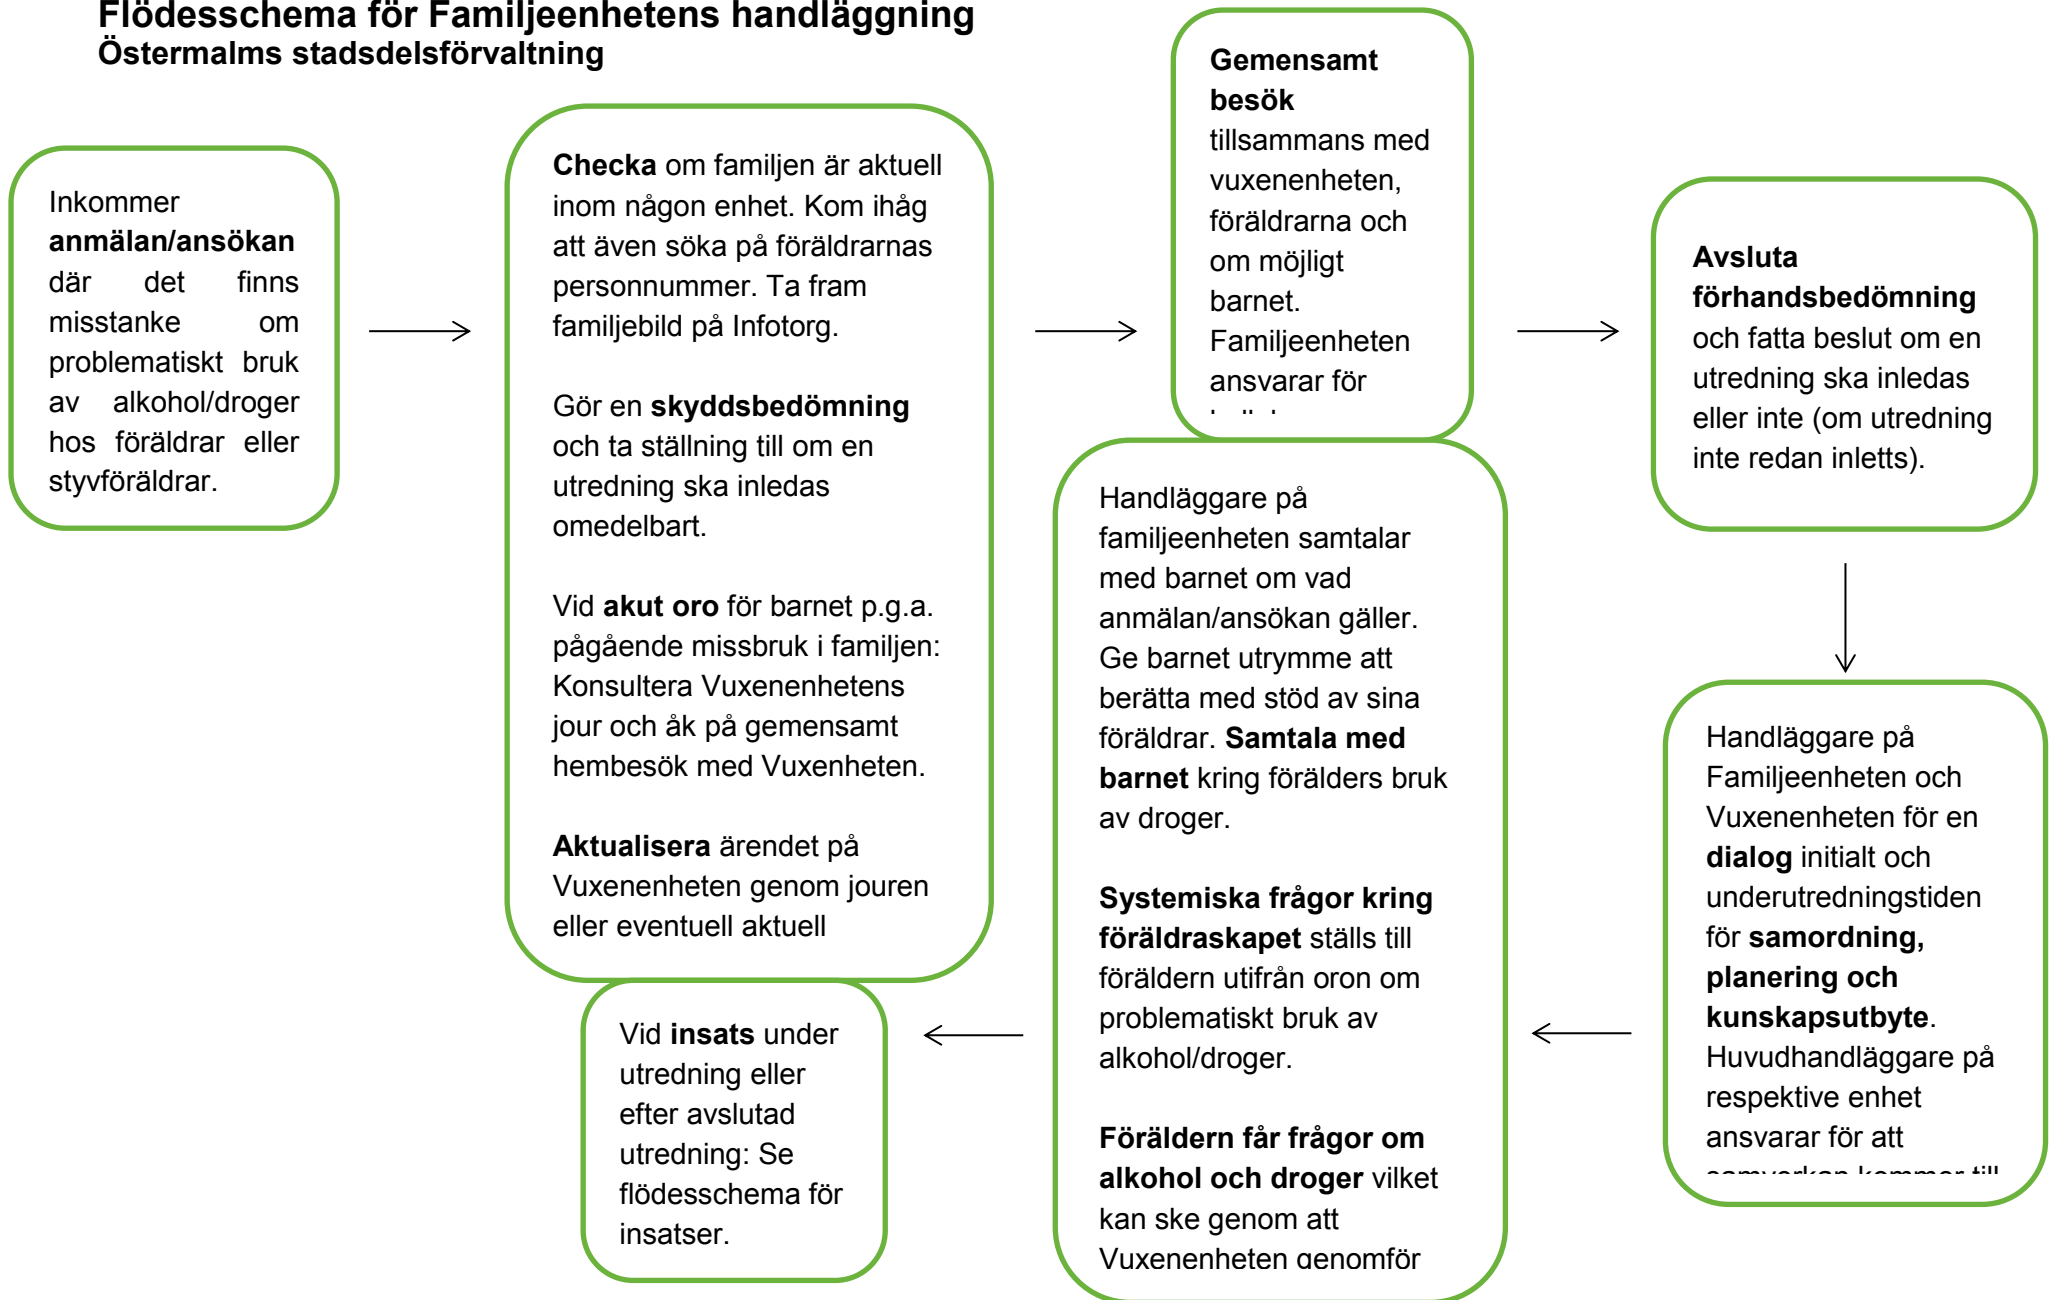 Flödesschema för Familjeenhetens handläggning
Östermalms stadsdelsförvaltning
Inkommer
anmälan/ansökan
där det finns
misstanke om
problematiskt bruk
av alkohol/droger
hos föräldrar eller
styvföräldrar.
Checka om familjen är aktuell
inom någon enhet. Kom ihåg
att även söka på föräldrarnas
personnummer. Ta fram
familjebild på Infotorg.
Gör en skyddsbedömning
och ta ställning till om en
utredning ska inledas
omedelbart.
Vid akut oro för barnet p.g.a.
pågående missbruk i familjen:
Konsultera Vuxenenhetens
jour och åk på gemensamt
hembesök med Vuxenheten.
Aktualisera ärendet på
Vuxenenheten genom jouren
eller eventuell aktuell
Gemensamt
besök
tillsammans med
vuxenenheten,
föräldrarna och
om möjligt
barnet.
Familjeenheten
ansvarar för
Avsluta
förhandsbedömning
och fatta beslut om en
utredning ska inledas
eller inte (om utredning
inte redan inletts).
Handläggare på
Familjeenheten och
Vuxenenheten för en
dialog initialt och
underutredningstiden
för samordning,
planering och
kunskapsutbyte.
Huvudhandläggare på
respektive enhet
ansvarar för att
samverkan kommer till
Handläggare på
familjeenheten samtalar
med barnet om vad
anmälan/ansökan gäller.
Ge barnet utrymme att
berätta med stöd av sina
föräldrar. Samtala med
barnet kring förälders bruk
av droger.
Systemiska frågor kring
föräldraskapet ställs till
föräldern utifrån oron om
problematiskt bruk av
alkohol/droger.
Föräldern får frågor om
alkohol och droger vilket
kan ske genom att
Vuxenenheten genomför
Vid insats under
utredning eller
efter avslutad
utredning: Se
flödesschema för
insatser.